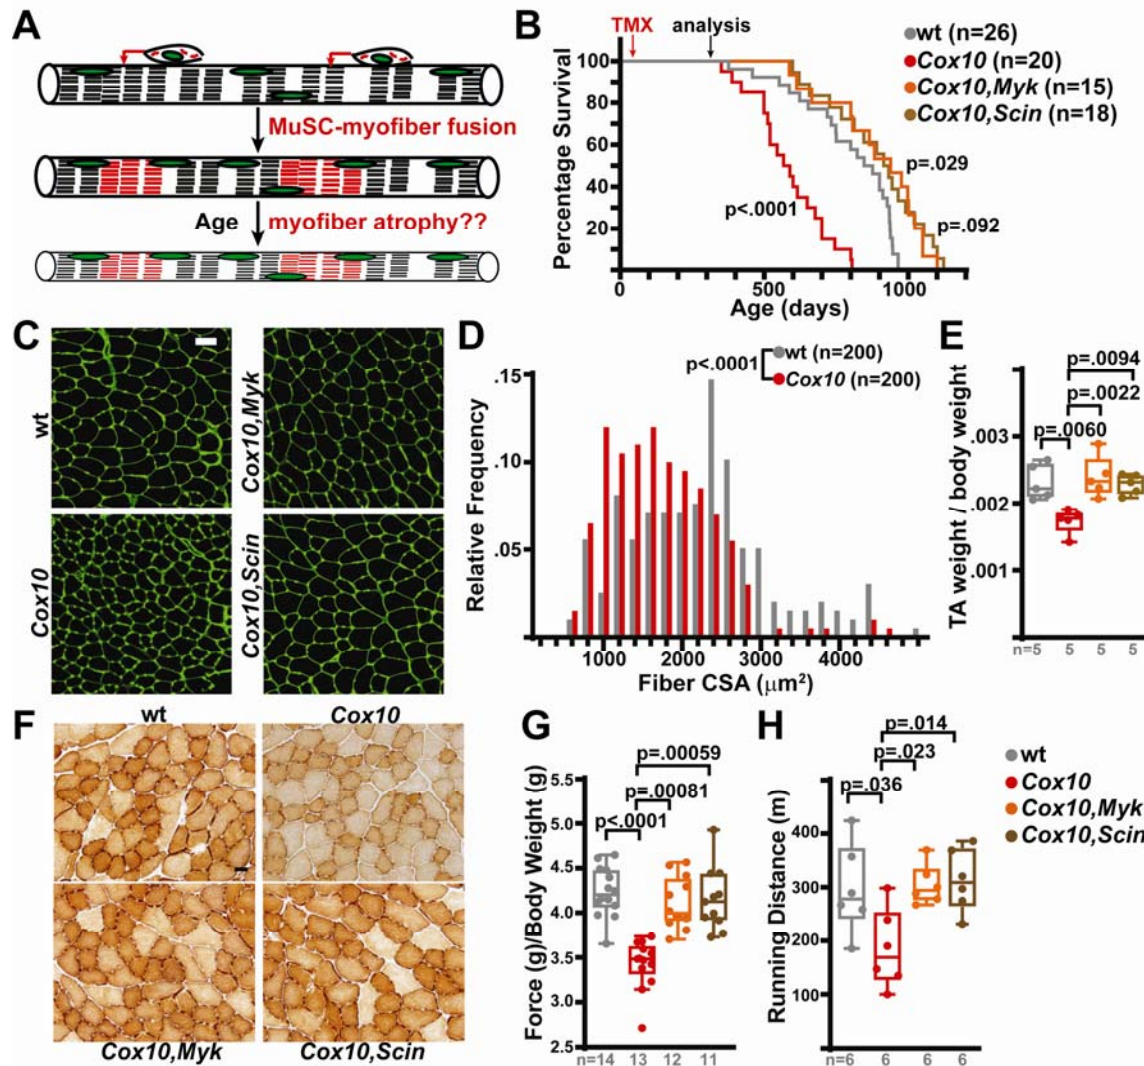 A
MuSC-myofiber fusion
Age
myofiber atrophy??
B
TMX
analysis
wt (n=26)
Cox10 (n=20)
Cox10,Myk (n=15)
Cox10,Scin (n=18)
Percentage Survival
100
80
60
40
20
p<.0001
p=.029
p=.092
0
500
1000
Age (days)
C
wt
Cox10,Myk
Cox10
Cox10,Scin
D
wt (n=200)
Cox10 (n=200)
p<.0001
Relative Frequency
.15
.10
.05
1000
2000
3000
4000
Fiber CSA (μm²)
E
p=.0094
p=.0022
p=.0060
TA weight / body weight
.003
.002
.001
n=5
5
5
5
F
wt
Cox10
Cox10,Myk
Cox10,Scin
G
p=.00059
p=.00081
p<.0001
Force (g)/Body Weight (g)
5.5
5.0
4.5
4.0
3.5
3.0
2.5
n=14
13
12
11
H
p=.014
p=.023
p=.036
Running Distance (m)
400
300
200
100
n=6
6
6
6
wt
Cox10
Cox10,Myk
Cox10,Scin